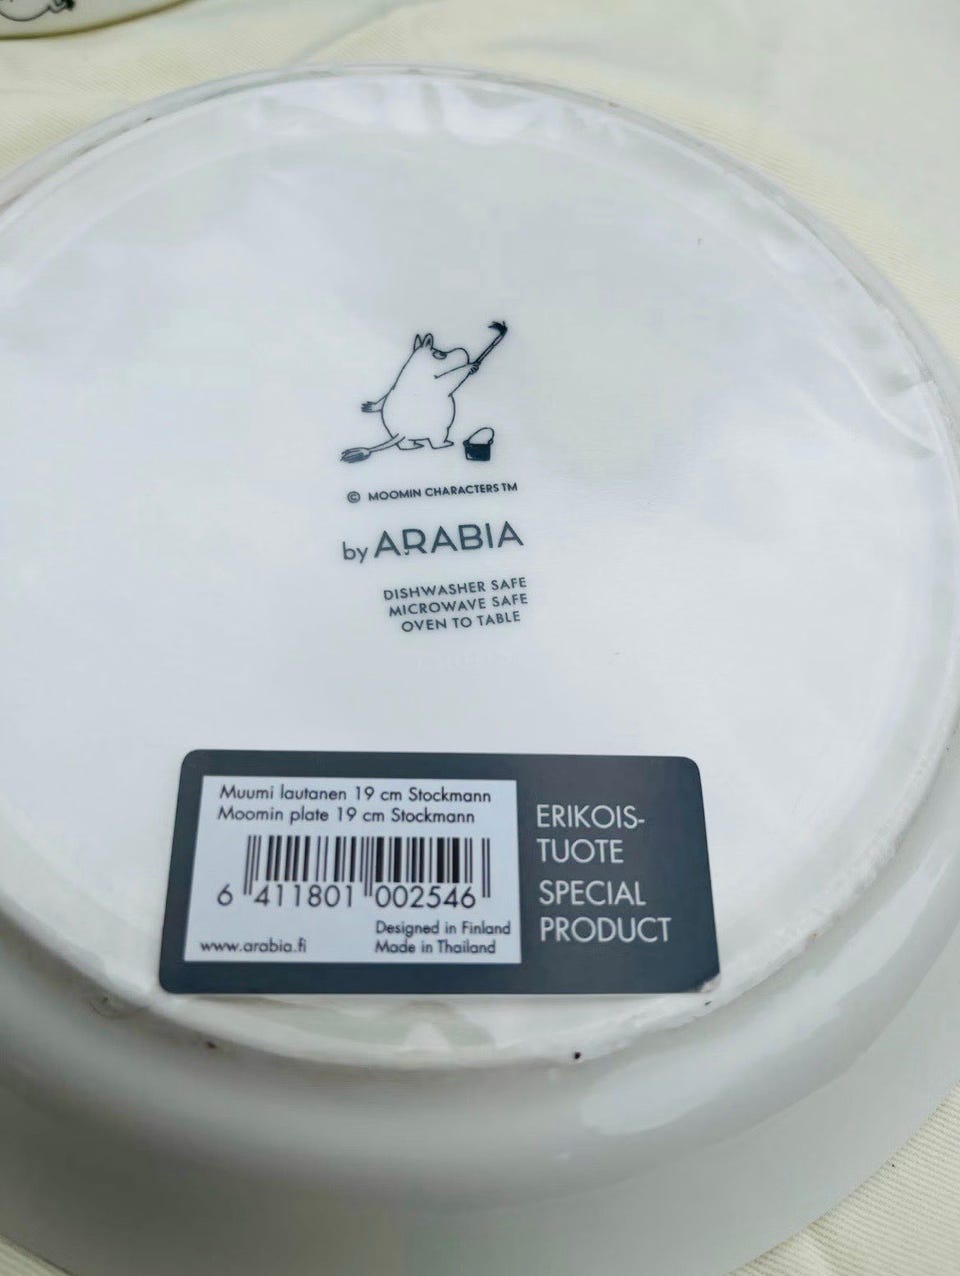 © MOOMIN CHARACTERS TM
by ARABIA
DISHWASHER SAFE
MICROWAVE SAFE
OVEN TO TABLE
Muumi lautanen 19 cm Stockmann
Moomin plate 19 cm Stockmann
6 411801 002546
www.arabia.fi
Designed in Finland
Made in Thailand
ERIKOIS-
TUOTE
SPECIAL
PRODUCT